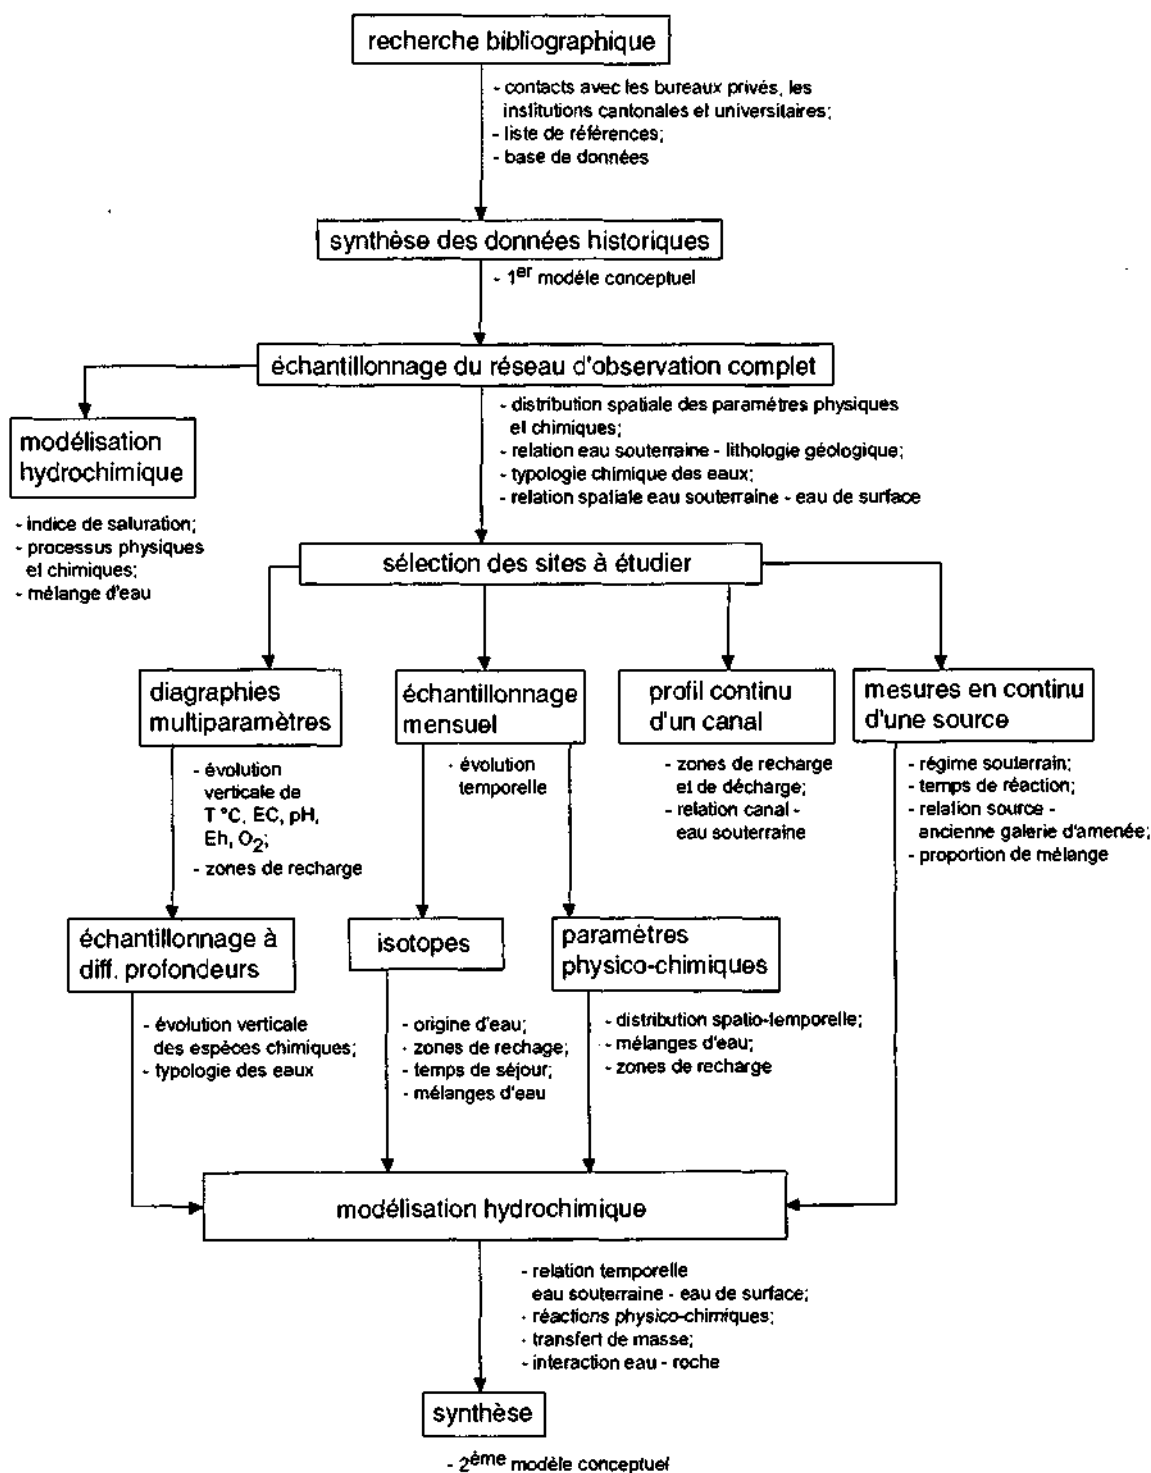 recherche bibliographique
- contacts avec les bureaux privés, les
institutions cantonales et universitaires;
- liste de références;
- base de données
synthèse des données historiques
- 1er modèle conceptuel
échantillonnage du réseau d'observation complet
modélisation
hydrochimique
- indice de saturation;
- processus physiques
et chimiques;
- mélange d'eau
- distribution spatiale des paramètres physiques
et chimiques;
- relation eau souterraine - lithologie géologique;
- typologie chimique des eaux;
- relation spatiale eau souterraine - eau de surface
sélection des sites à étudier
diagraphies
multiparamètres
- évolution
verticale de
T °C, EC, pH,
Eh, O2;
- zones de recharge
échantillonnage
mensuel
- évolution
temporelle
profil continu
d'un canal
- zones de recharge
et de décharge;
- relation canal -
eau souterraine
mesures en continu
d'une source
- régime souterrain;
- temps de réaction;
- relation source -
ancienne galerie d'amenée;
- proportion de mélange
échantillonnage à
diff. profondeurs
- évolution verticale
des espèces chimiques;
- typologie des eaux
isotopes
- origine d'eau;
- zones de rechage;
- temps de séjour;
- mélanges d'eau
paramètres
physico-chimiques
- distribution spatio-temporelle;
- mélanges d'eau;
- zones de recharge
modélisation hydrochimique
- relation temporelle
eau souterraine - eau de surface;
- réactions physico-chimiques;
- transfert de masse;
- interaction eau - roche
synthèse
- 2ème modèle conceptuel